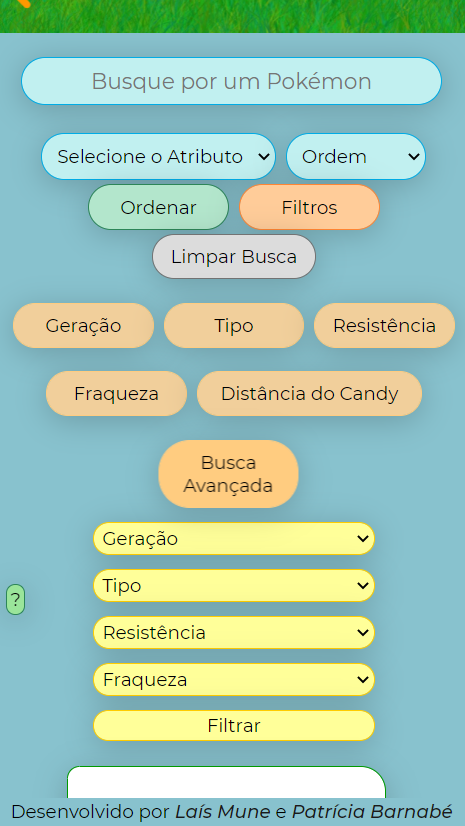 Busque por um Pokémon
Selecione o Atributo Ordem
Ordenar Filtros
Limpar Busca
Geração Tipo Resistência
Fraqueza Distância do Candy
Busca
Avançada
Geração
Tipo
?
Resistência
Fraqueza
Filtrar
Desenvolvido por Laís Mune e Patrícia Barnabé